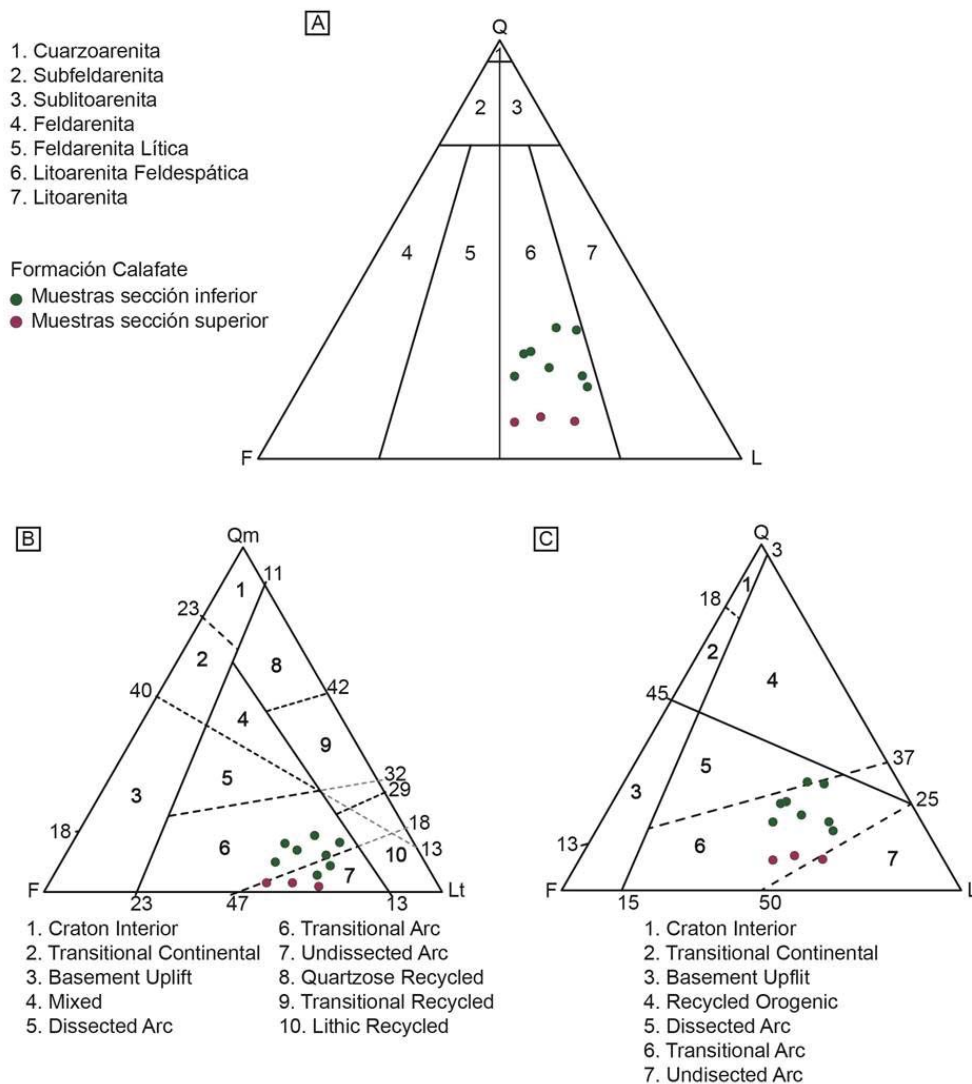 A
Q
1. Cuarzoarenita
2. Subfeldarenita
3. Sublitoarenita
4. Feldarenita
5. Feldarenita Lítica
6. Litoarenita Feldespática
7. Litoarenita
1
2
3
4
5
6
7
Formación Calafate
Muestras sección inferior
Muestras sección superior
F
L
B
Qm
11
1
23
2
8
40
42
4
9
5
32
3
29
18
18
6
13
10
7
F
Lt
23
47
13
1. Craton Interior
2. Transitional Continental
3. Basement Uplift
4. Mixed
5. Dissected Arc
6. Transitional Arc
7. Undissected Arc
8. Quartzose Recycled
9. Transitional Recycled
10. Lithic Recycled
C
Q
3
1
18
2
4
45
37
5
3
25
13
6
7
F
L
15
50
1. Craton Interior
2. Transitional Continental
3. Basement Upflit
4. Recycled Orogenic
5. Dissected Arc
6. Transitional Arc
7. Undisected Arc